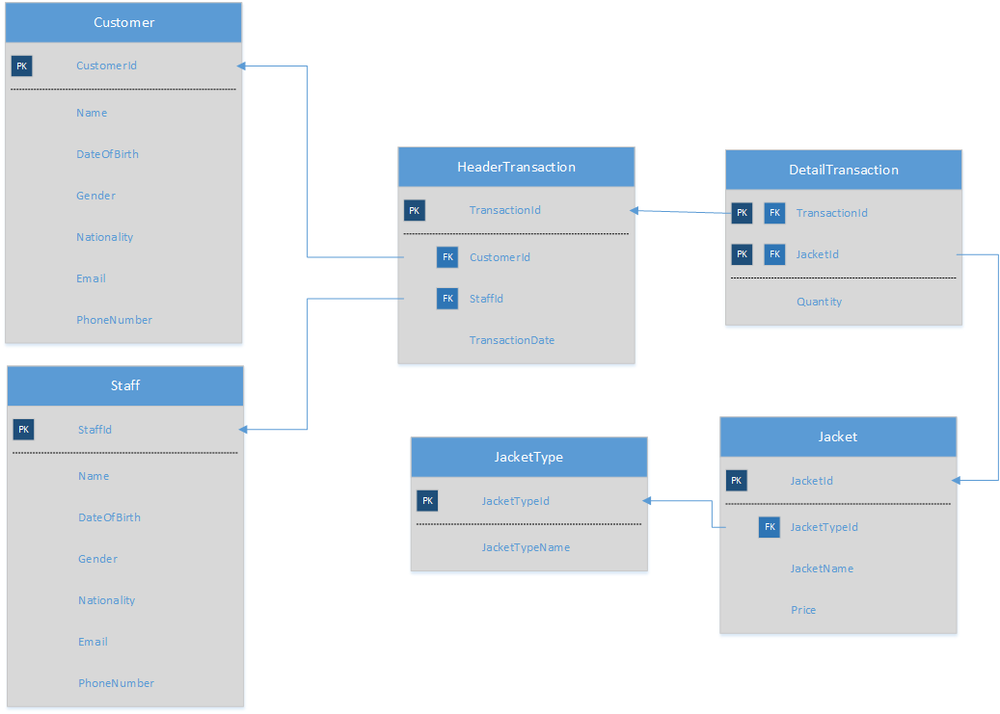 Customer
PK CustomerId
Name
DateOfBirth
Gender
Nationality
Email
PhoneNumber
Staff
PK StaffId
Name
DateOfBirth
Gender
Nationality
Email
PhoneNumber
HeaderTransaction
PK TransactionId
FK CustomerId
FK StaffId
TransactionDate
DetailTransaction
PK FK TransactionId
PK FK JacketId
Quantity
JacketType
PK JacketTypeId
JacketTypeName
Jacket
PK JacketId
FK JacketTypeId
JacketName
Price